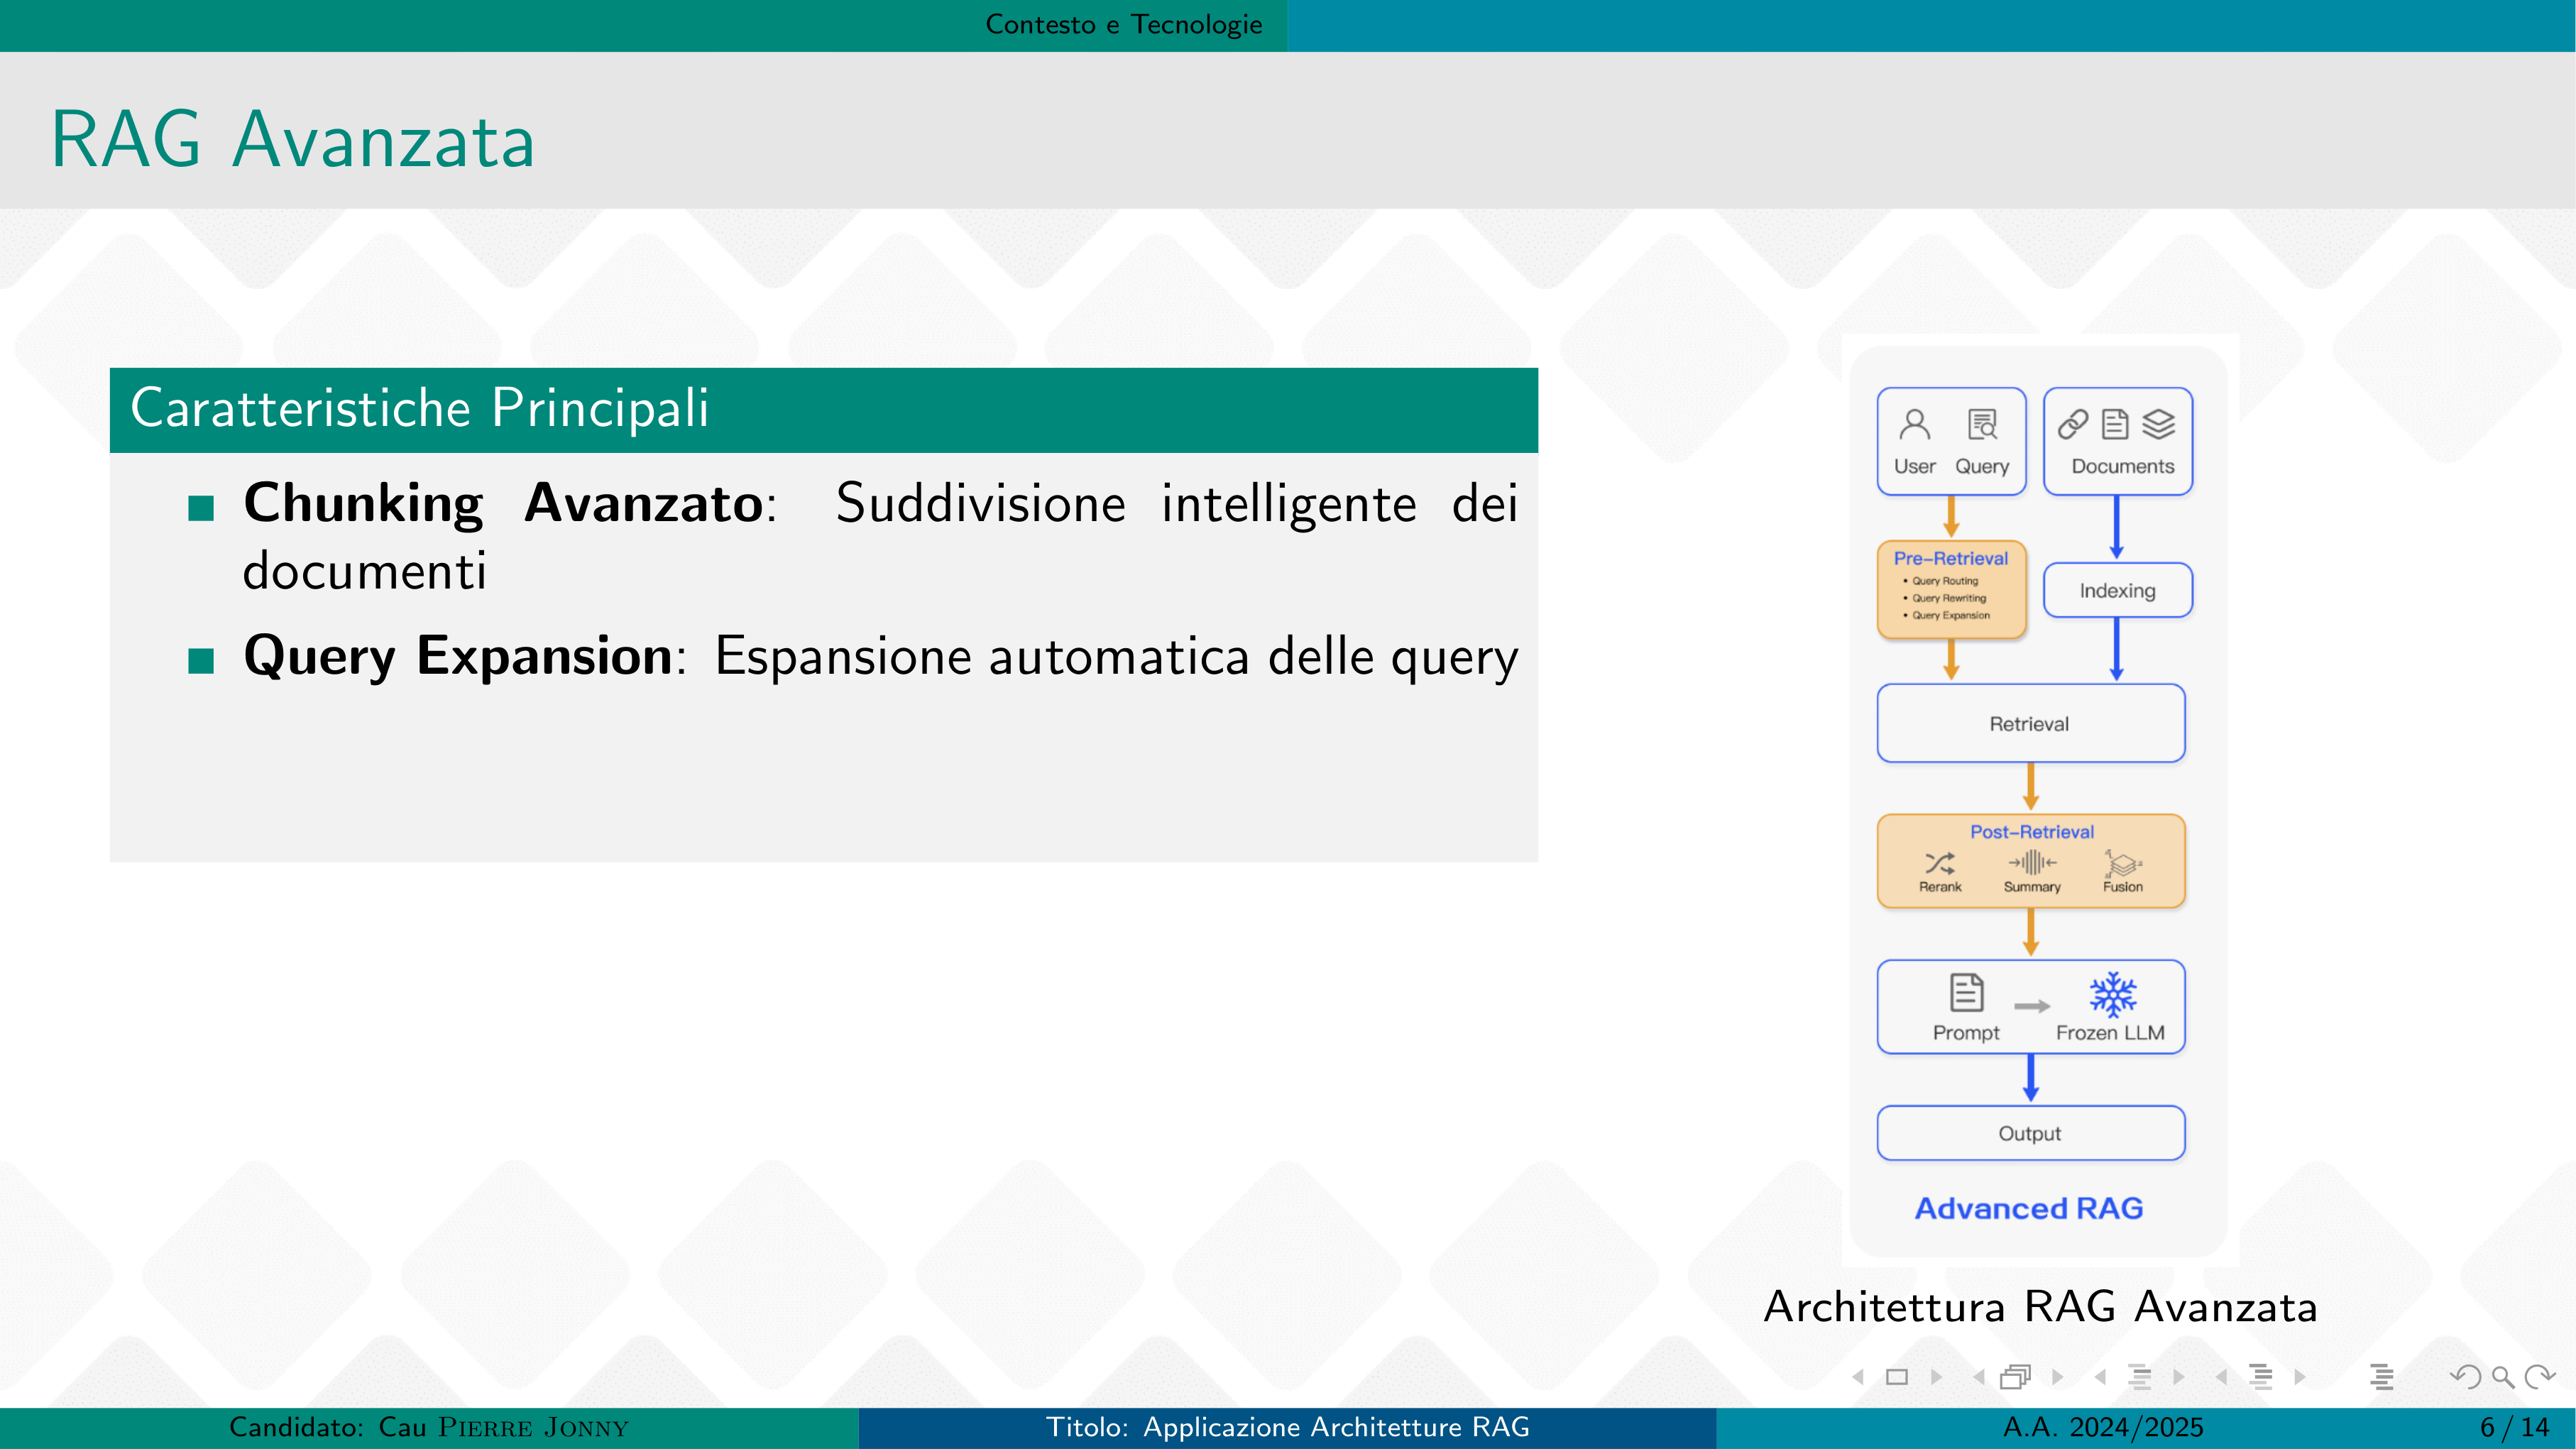 Contesto e Tecnologie
RAG Avanzata
Caratteristiche Principali
Chunking Avanzato: Suddivisione intelligente dei
documenti
Query Expansion: Espansione automatica delle query
User Query
Documents
Pre-Retrieval
• Query Routing
• Query Rewriting
• Query Expansion
Indexing
Retrieval
Post-Retrieval
Rerank Summary Fusion
Prompt Frozen LLM
Output
Advanced RAG
Architettura RAG Avanzata
Candidato: Cau Pierre Jonny Titolo: Applicazione Architetture RAG A.A. 2024/2025 6 / 14